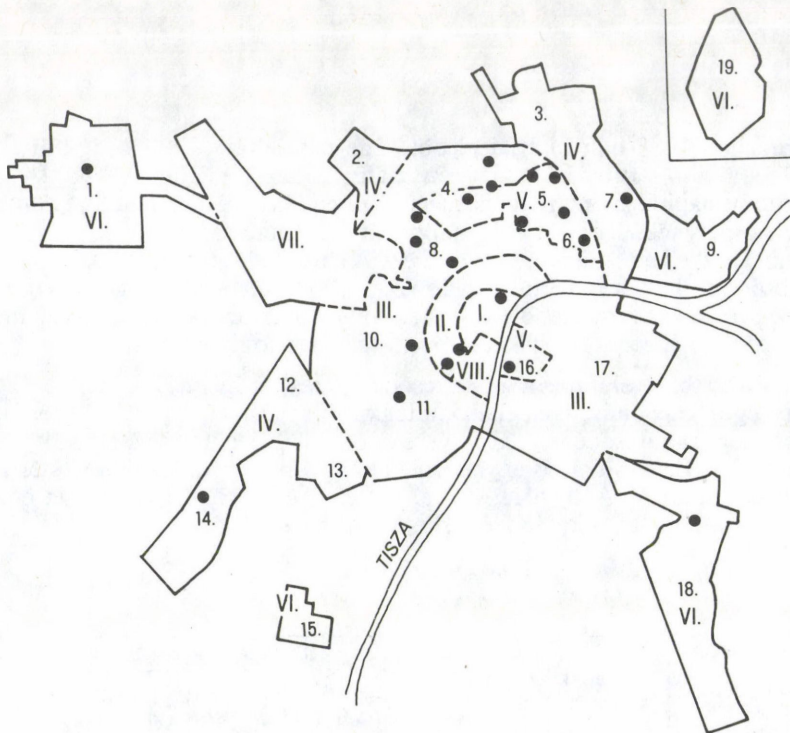 19.
VI.
3.
2.
IV.
IV.
1.
VI.
4.
V.
5.
7.
VII.
8.
6.
VI.
9.
III.
II.
I.
10.
V.
VIII.
16.
17.
III.
12.
11.
IV.
13.
14.
TISZA
VI.
15.
18.
VI.